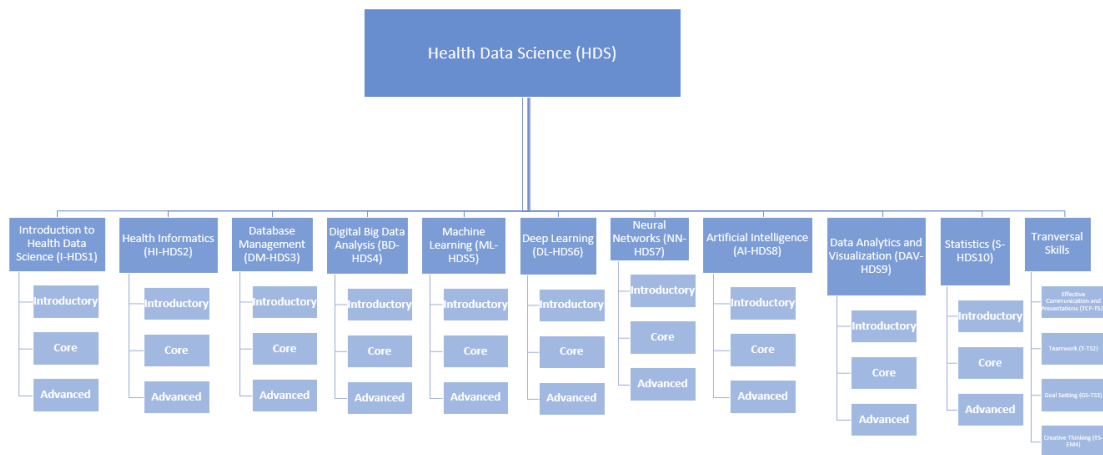 Health Data Science (HDS)
Introduction to
Health Data
Science (I-HDS1)
Introductory
Core
Advanced
Health Informatics
(HI-HDS2)
Introductory
Core
Advanced
Database
Management
(DM-HDS3)
Introductory
Core
Advanced
Digital Big Data
Analysis (BD-
HDS4)
Introductory
Core
Advanced
Machine
Learning (ML-
HDS5)
Introductory
Core
Advanced
Deep Learning
(DL-HDS6)
Introductory
Core
Advanced
Neural
Networks (NN-
HDS7)
Introductory
Core
Advanced
Artificial Intelligence
(AI-HDS8)
Introductory
Core
Advanced
Data Analytics and
Visualization (DAV-
HDS9)
Introductory
Core
Advanced
Statistics (S-
HDS10)
Introductory
Core
Advanced
Tranversal
Skills
Effective
Communication and
Presentations
Teamwork (T-TS2)
Goal Setting (GS-TS3)
Creative Thinking